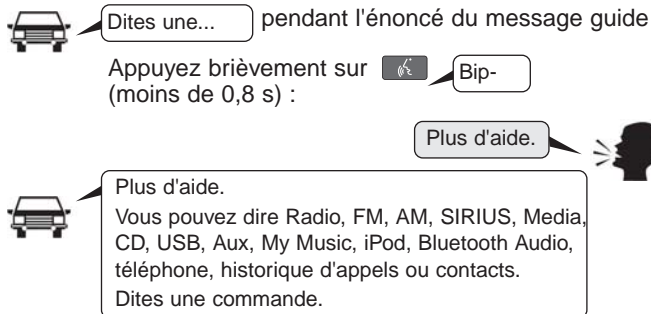 Dites une... pendant l'énoncé du message guide
Appuyez brièvement sur Bip-
(moins de 0,8 s) :
Plus d'aide.
Plus d'aide.
Vous pouvez dire Radio, FM, AM, SIRIUS, Media,
CD, USB, Aux, My Music, iPod, Bluetooth Audio,
téléphone, historique d'appels ou contacts.
Dites une commande.